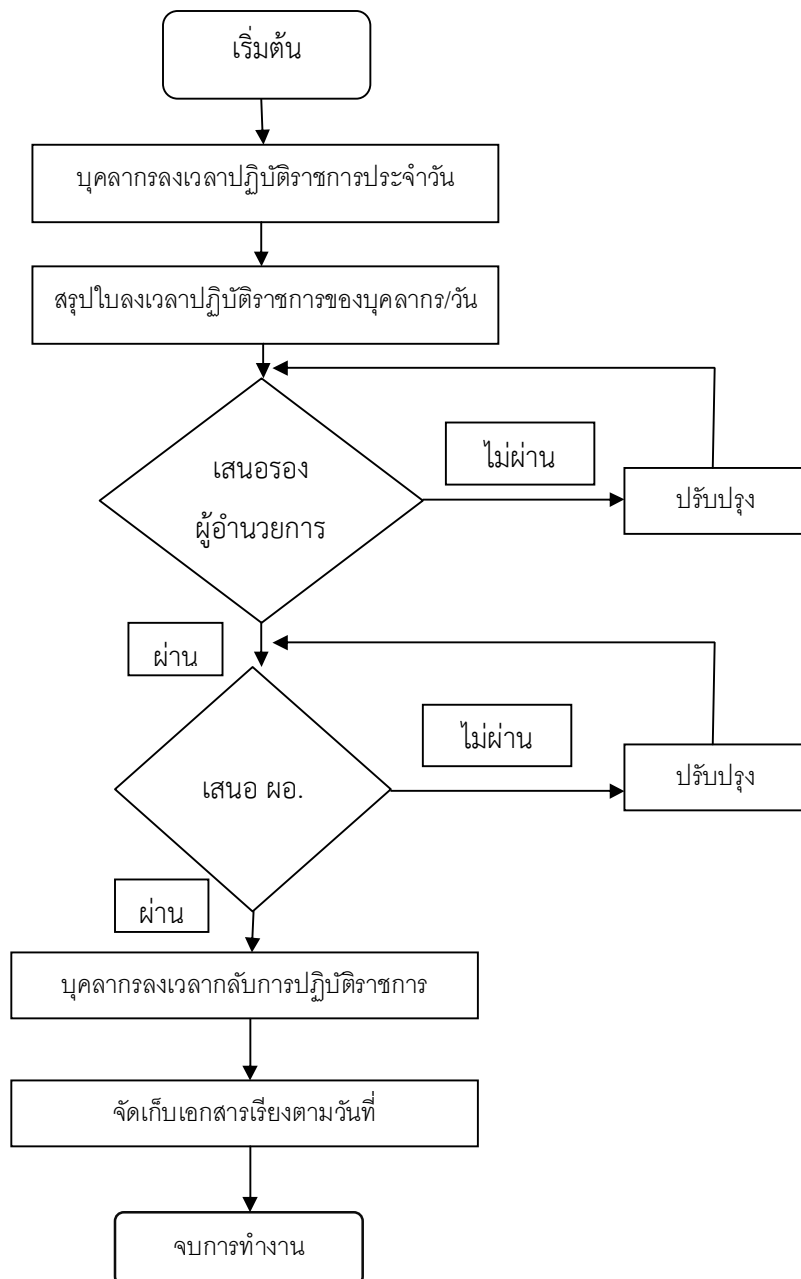 เริ่มต้น
บุคลากรลงเวลาปฏิบัติราชการประจำวัน
สรุปใบลงเวลาปฏิบัติราชการของบุคลากร/วัน
เสนอรอง
ผู้อำนวยการ
ไม่ผ่าน
ปรับปรุง
ผ่าน
เสนอ ผอ.
ไม่ผ่าน
ปรับปรุง
ผ่าน
บุคลากรลงเวลากลับการปฏิบัติราชการ
จัดเก็บเอกสารเรียงตามวันที่
จบการทำงาน